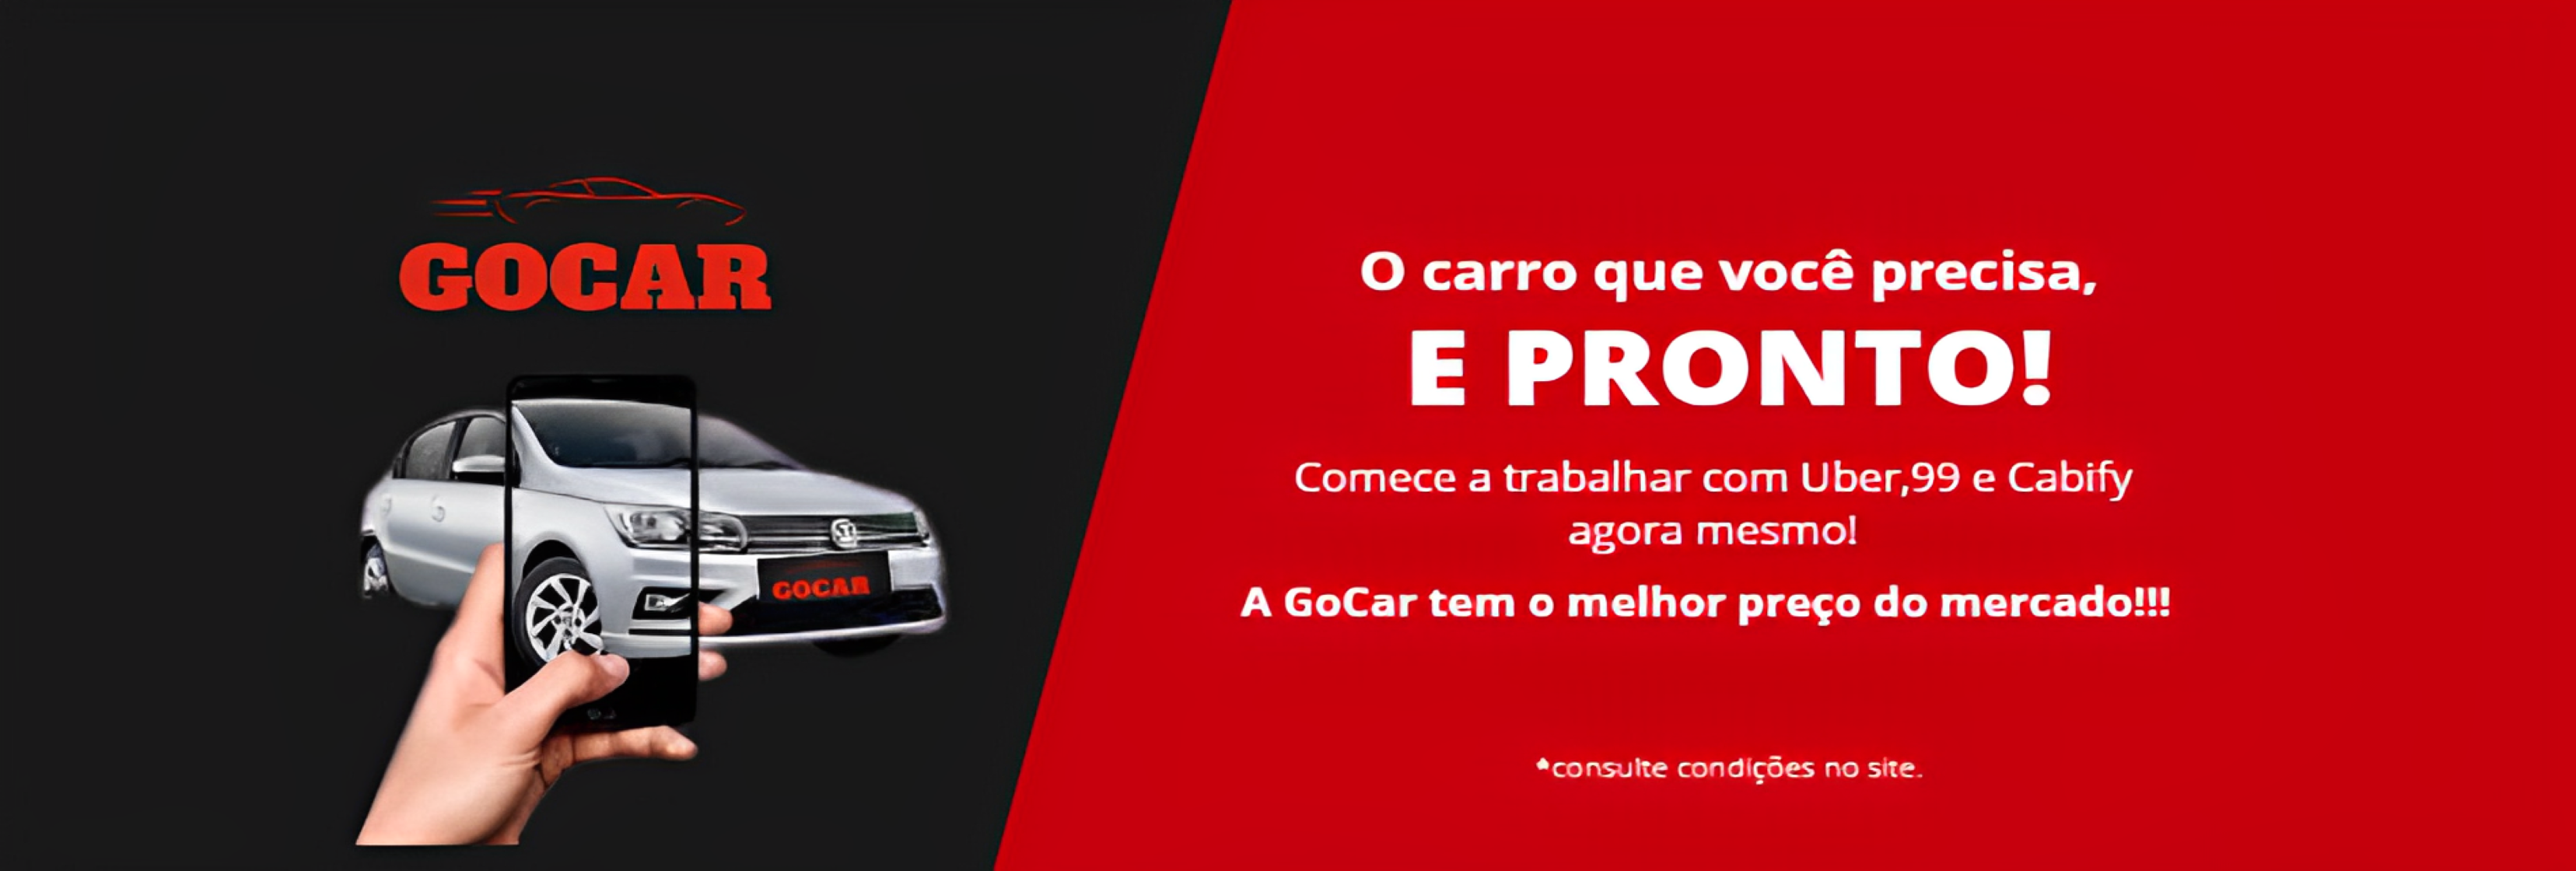 GOCAR
GOCAR
O carro que você precisa,
E PRONTO!
Comece a trabalhar com Uber,99 e Cabify
agora mesmo!
A GoCar tem o melhor preço do mercado!!!
*consulte condições no site.